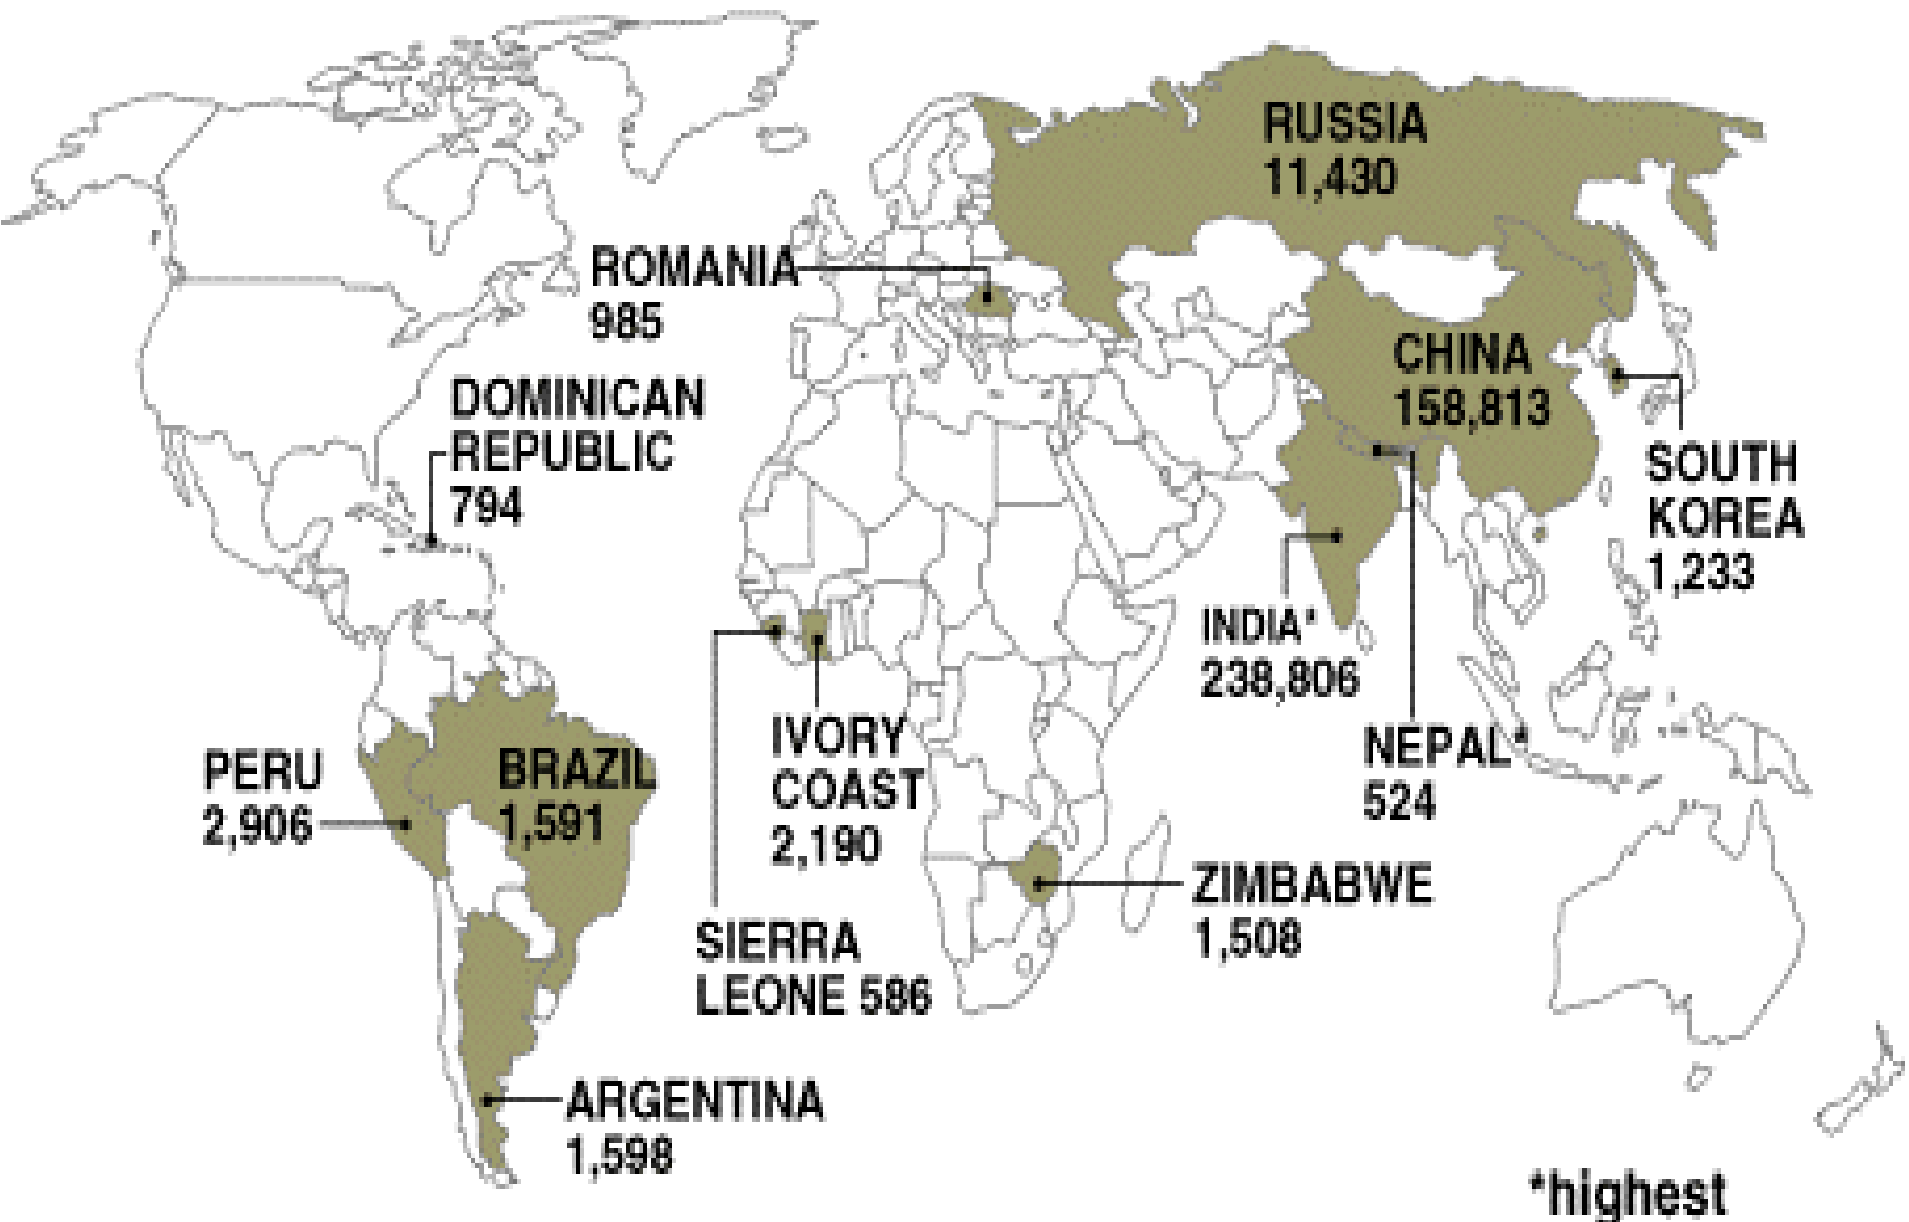 RUSSIA
11,430
ROMANIA
985
CHINA
158,813
DOMINICAN
REPUBLIC
794
SOUTH
KOREA
1,233
INDIA*
238,806
IVORY
COAST
2,190
NEPAL*
524
PERU
2,906
BRAZIL
1,591
ZIMBABWE
1,508
SIERRA
LEONE 586
ARGENTINA
1,598
*highest